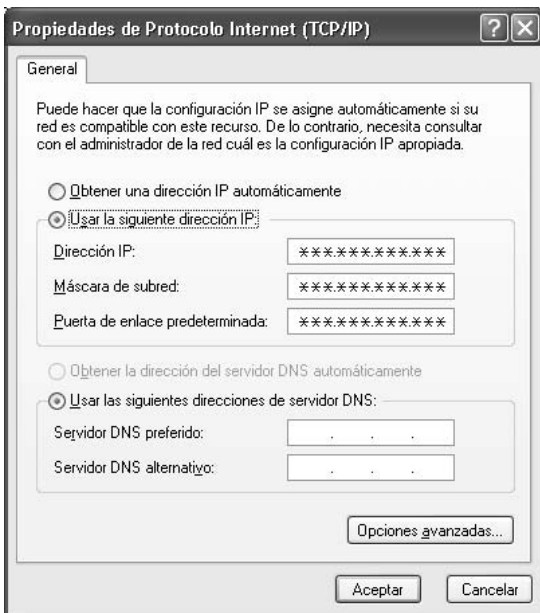 Propiedades de Protocolo Internet (TCP/IP)
General
Puede hacer que la configuración IP se asigne automáticamente si su
red es compatible con este recurso. De lo contrario, necesita consultar
con el administrador de la red cuál es la configuración IP apropiada.
Obtener una dirección IP automáticamente
Usar la siguiente dirección IP:
Dirección IP: ***.***.***.***
Máscara de subred: ***.***.***.***
Puerta de enlace predeterminada: ***.***.***.***
Obtener la dirección del servidor DNS automáticamente
Usar las siguientes direcciones de servidor DNS:
Servidor DNS preferido: . . .
Servidor DNS alternativo: . . .
Opciones avanzadas...
Aceptar Cancelar